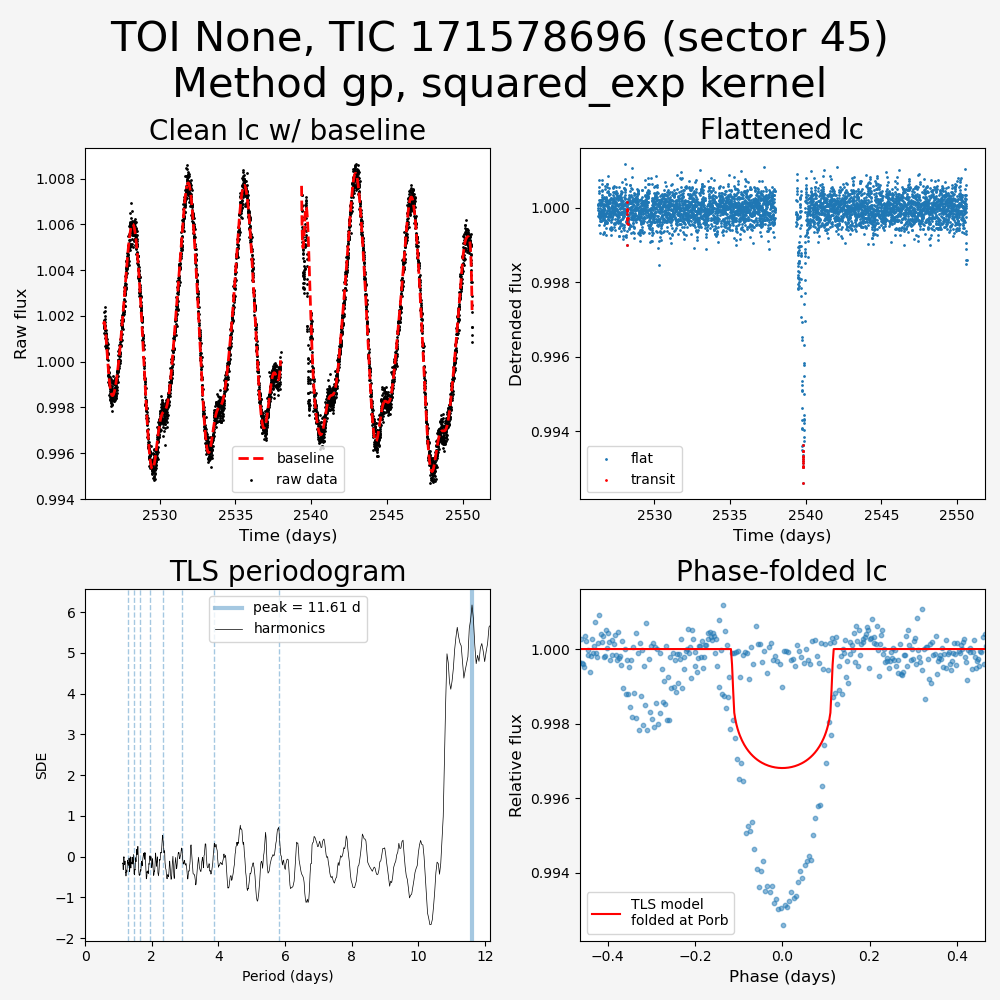 TOI None, TIC 171578696 (sector 45)
Method gp, squared_exp kernel
Clean lc w/ baseline
Raw flux
1.008
1.006
1.004
1.002
1.000
0.998
0.996
0.994
baseline
raw data
2530
2535
2540
2545
2550
Time (days)
Flattened lc
Detrended flux
1.000
0.998
0.996
0.994
flat
transit
2530
2535
2540
2545
2550
Time (days)
TLS periodogram
SDE
6
5
4
3
2
1
0
−1
−2
peak = 11.61 d
harmonics
0
2
4
6
8
10
12
Period (days)
Phase-folded lc
Relative flux
1.000
0.998
0.996
0.994
TLS model
folded at Porb
−0.4
−0.2
0.0
0.2
0.4
Phase (days)